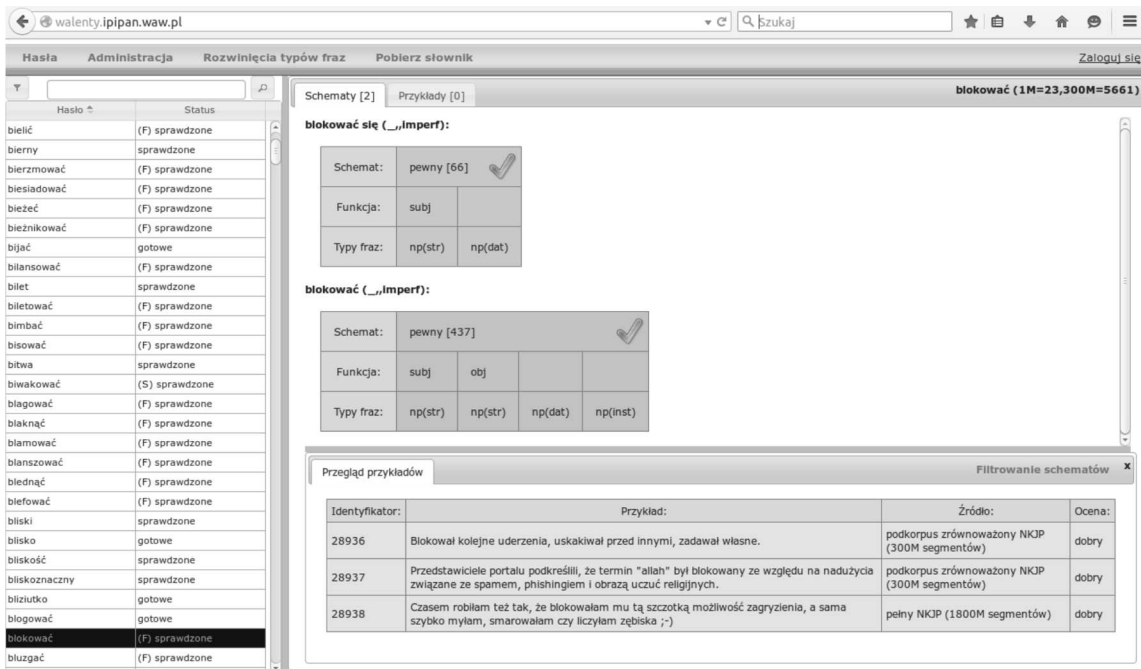 walenty.ipipan.waw.pl
Szukaj
Hasła Administracja Rozwinięcia typów fraz Pobierz słownik Zaloguj się
Hasło Status
bielić (F) sprawdzone
bierny sprawdzone
bierzmować (F) sprawdzone
biesiadować (F) sprawdzone
bieżeć (F) sprawdzone
bieżnikować (F) sprawdzone
bijać gotowe
bilansować (F) sprawdzone
bilet sprawdzone
biletować (F) sprawdzone
bimbać (F) sprawdzone
bisować (F) sprawdzone
bitwa sprawdzone
biwakować (S) sprawdzone
blagować (F) sprawdzone
blaknąć (F) sprawdzone
blamować (F) sprawdzone
blanszować (F) sprawdzone
blednąć (F) sprawdzone
blefować (F) sprawdzone
bliski sprawdzone
blisko gotowe
bliskość sprawdzone
bliskoznaczny sprawdzone
bliziutko gotowe
blogować gotowe
blokować (F) sprawdzone
bluzgać (F) sprawdzone
Schematy [2] Przykłady [0] blokować (1M=23,300M=5661)
blokować się (_,,imperf):
Schemat: pewny [66]
Funkcja: subj
Typy fraz: np(str) np(dat)
blokować (_,,imperf):
Schemat: pewny [437]
Funkcja: subj obj
Typy fraz: np(str) np(str) np(dat) np(inst)
Przegląd przykładów Filtrowanie schematów x
Identyfikator: Przykład: Źródło: Ocena:
28936 Blokował kolejne uderzenia, uskakiwał przed innymi, zadawał własne. podkorpus zrównoważony NKJP
(300M segmentów) dobry
28937 Przedstawiciele portalu podkreślili, że termin "allah" był blokowany ze względu na nadużycia
związane ze spamem, phishingiem i obrazą uczuć religijnych. podkorpus zrównoważony NKJP
(300M segmentów) dobry
28938 Czasem robiłam też tak, że blokowałam mu tą szczotką możliwość zagryzienia, a sama
szybko myłam, smarowałam czy liczyłam zębiska ;-) pełny NKJP (1800M segmentów) dobry